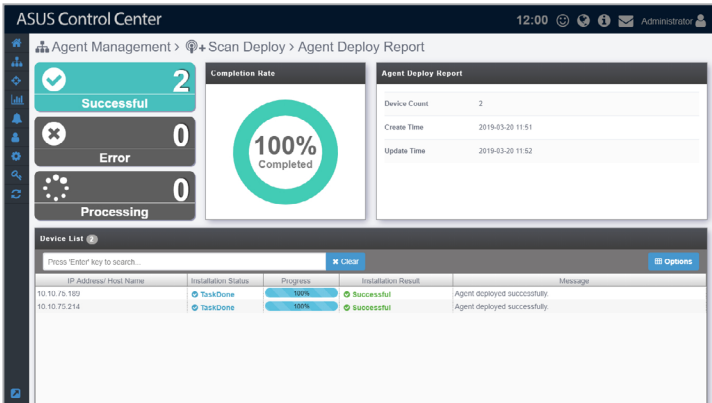 ASUS Control Center
12:00
Administrator
Agent Management > Scan Deploy > Agent Deploy Report
2
Successful
0
Error
0
Processing
Completion Rate
100%
Completed
Agent Deploy Report
Device Count 2
Create Time 2019-03-20 11:51
Update Time 2019-03-20 11:52
Device List 2
Press 'Enter' key to search... Clear Options
IP Address/ Host Name Installation Status Progress Installation Result Message
10.10.75.189 TaskDone 100% Successful Agent deployed successfully.
10.10.75.214 TaskDone 100% Successful Agent deployed successfully.